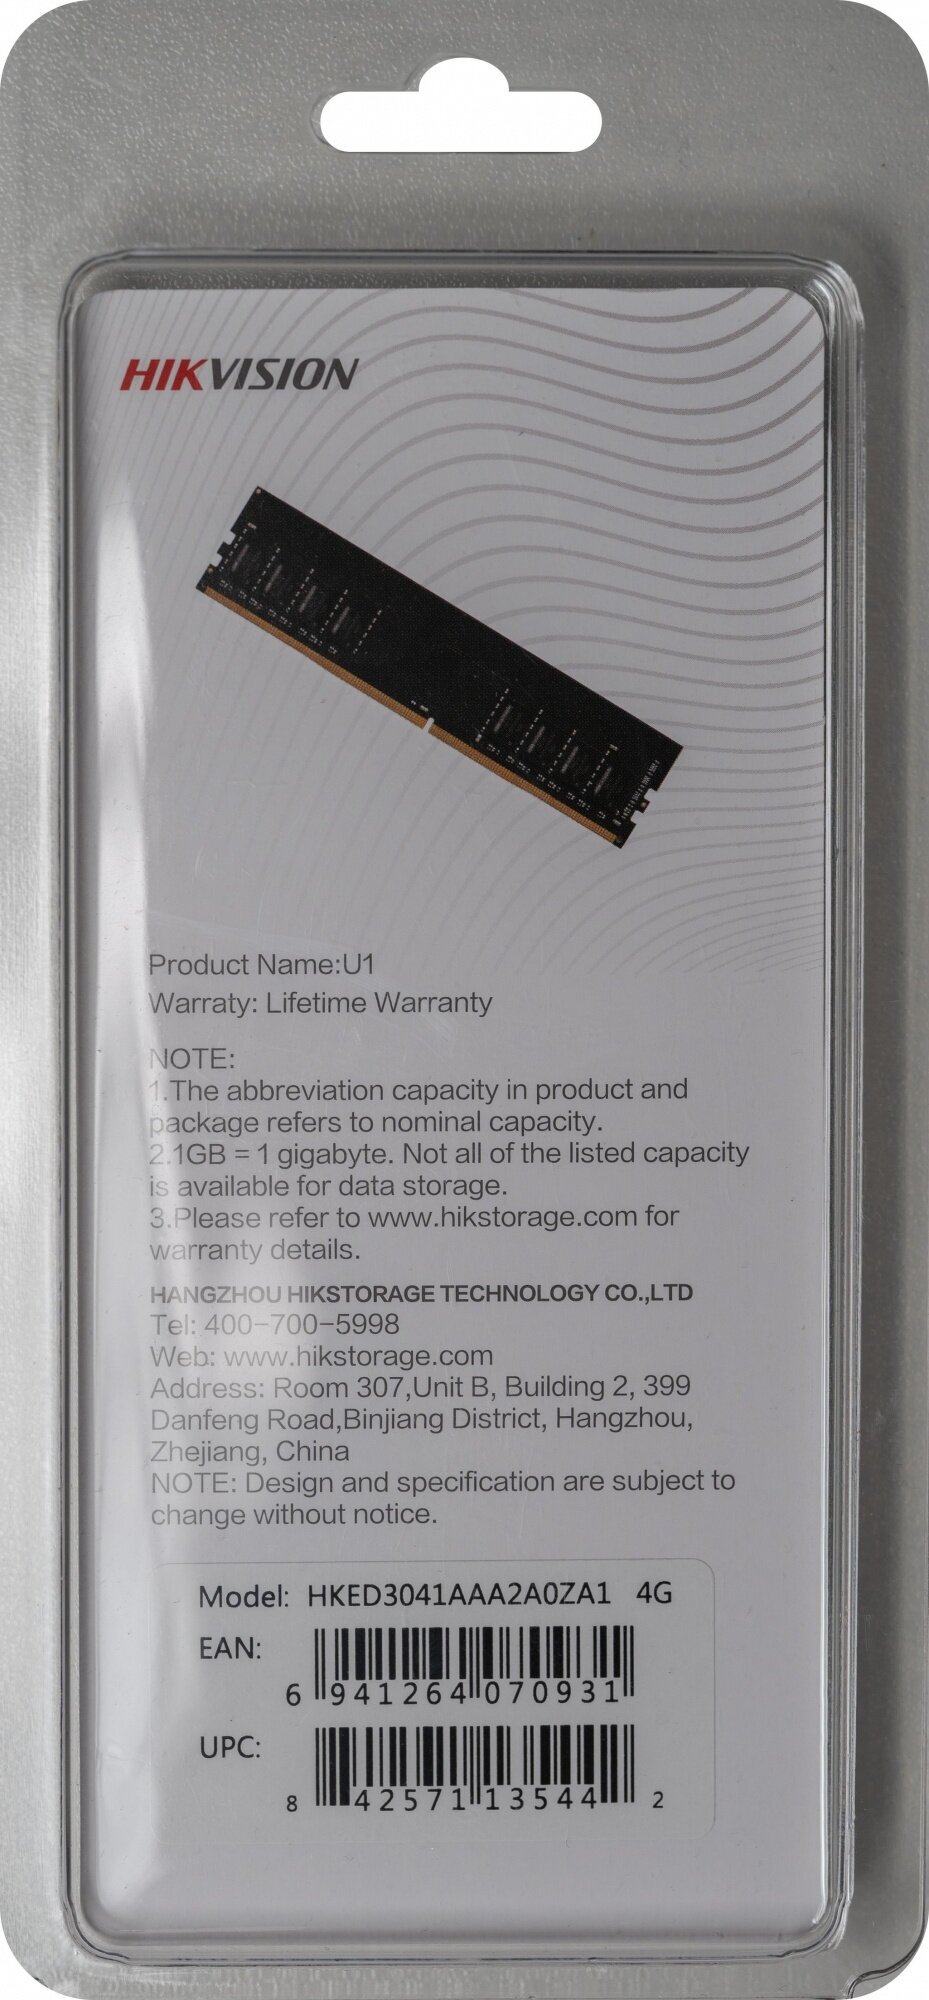 HIKVISION
Product Name:U1
Warraty: Lifetime Warranty
NOTE:
1.The abbreviation capacity in product and
package refers to nominal capacity.
2.1GB = 1 gigabyte. Not all of the listed capacity
is available for data storage.
3.Please refer to www.hikstorage.com for
warranty details.
HANGZHOU HIKSTORAGE TECHNOLOGY CO.,LTD
Tel: 400-700-5998
Web: www.hikstorage.com
Address: Room 307,Unit B, Building 2, 399
Danfeng Road,Binjiang District, Hangzhou,
Zhejiang, China
NOTE: Design and specification are subject to
change without notice.
Model: HKED3041AAA2A0ZA1 4G
EAN:
6 941264 070931
UPC:
8 42571 13544 2